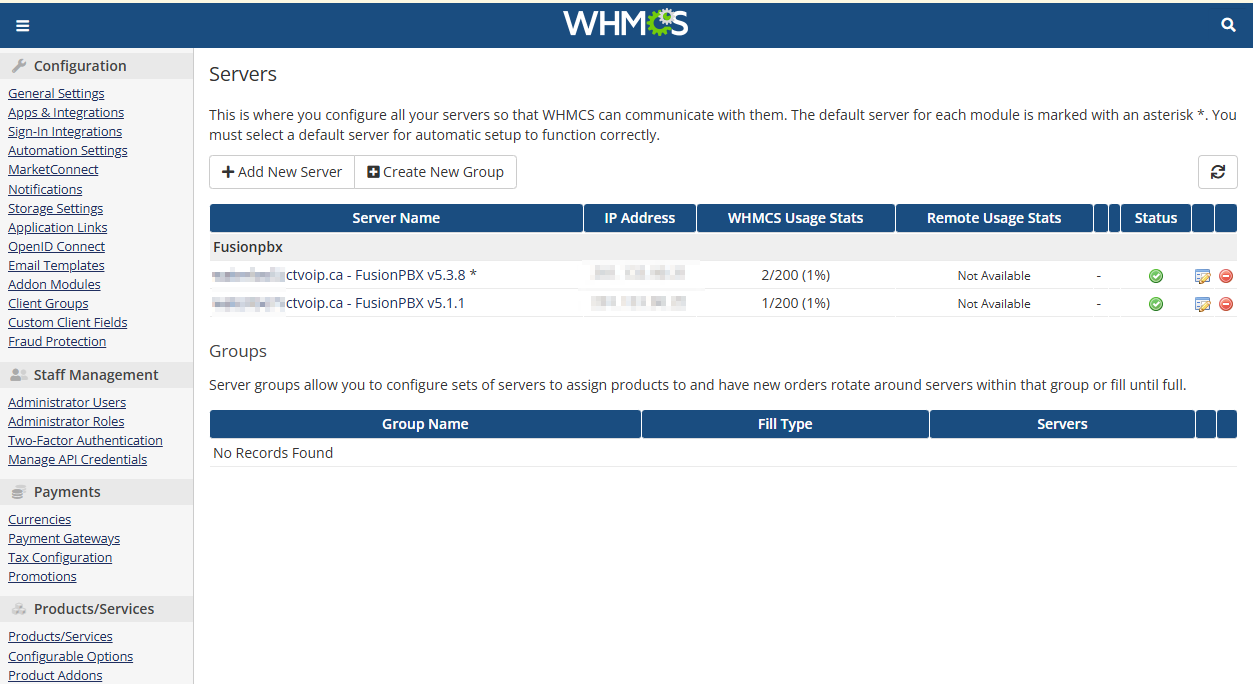 WHMCS
Configuration
General Settings
Apps & Integrations
Sign-In Integrations
Automation Settings
MarketConnect
Notifications
Storage Settings
Application Links
OpenID Connect
Email Templates
Addon Modules
Client Groups
Custom Client Fields
Fraud Protection
Staff Management
Administrator Users
Administrator Roles
Two-Factor Authentication
Manage API Credentials
Payments
Currencies
Payment Gateways
Tax Configuration
Promotions
Products/Services
Products/Services
Configurable Options
Product Addons
Servers
This is where you configure all your servers so that WHMCS can communicate with them. The default server for each module is marked with an asterisk *. You
must select a default server for automatic setup to function correctly.
Add New Server Create New Group
Server Name IP Address WHMCS Usage Stats Remote Usage Stats Status
Fusionpbx
ctvoip.ca - FusionPBX v5.3.8 * 2/200 (1%) Not Available -
ctvoip.ca - FusionPBX v5.1.1 1/200 (1%) Not Available -
Groups
Server groups allow you to configure sets of servers to assign products to and have new orders rotate around servers within that group or fill until full.
Group Name Fill Type Servers
No Records Found